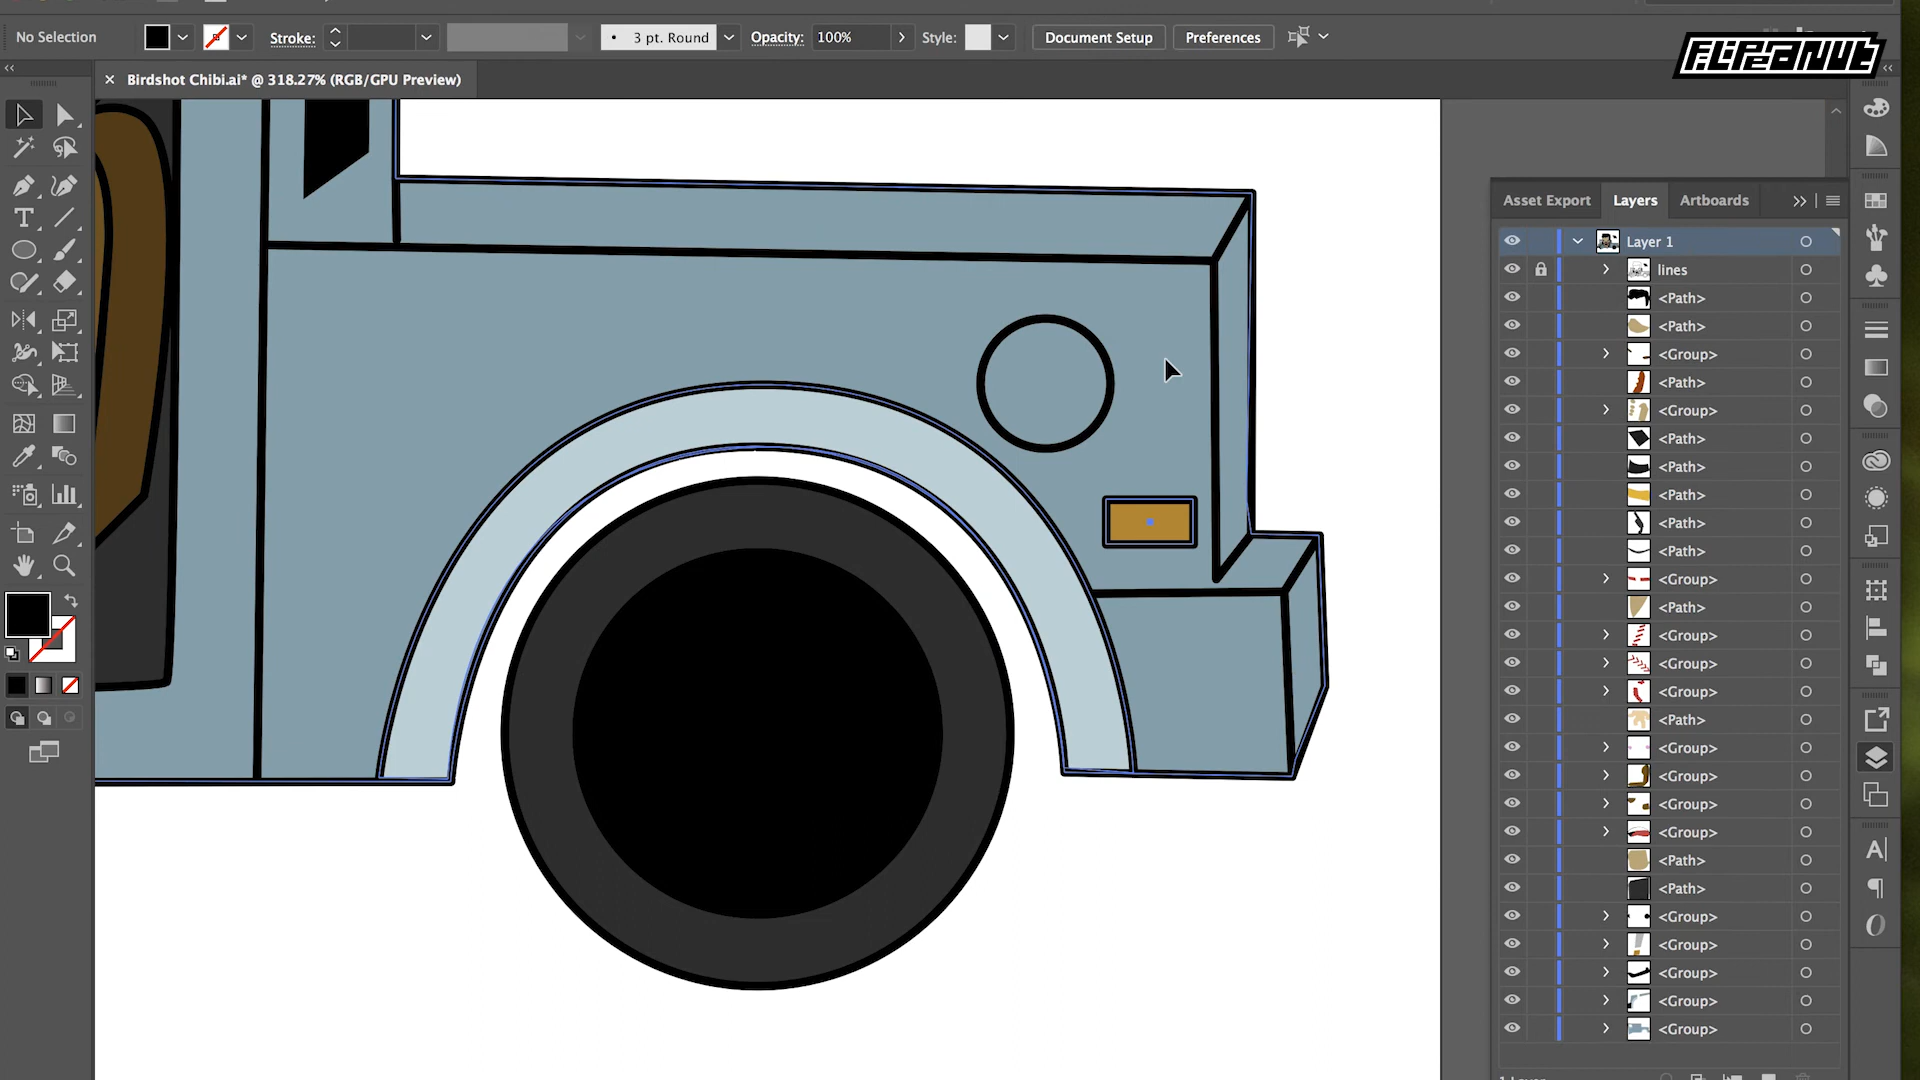 No Selection
Stroke:
3 pt. Round
Opacity:
100%
Style:
Document Setup
Preferences
FLIPEANUT
Birdshot Chibi.ai* @ 318.27% (RGB/GPU Preview)
Asset Export
Layers
Artboards
Layer 1
lines
<Path>
<Path>
<Group>
<Path>
<Group>
<Path>
<Path>
<Path>
<Path>
<Path>
<Group>
<Path>
<Group>
<Group>
<Group>
<Path>
<Group>
<Group>
<Group>
<Group>
<Path>
<Path>
<Group>
<Group>
<Group>
<Group>
<Group>